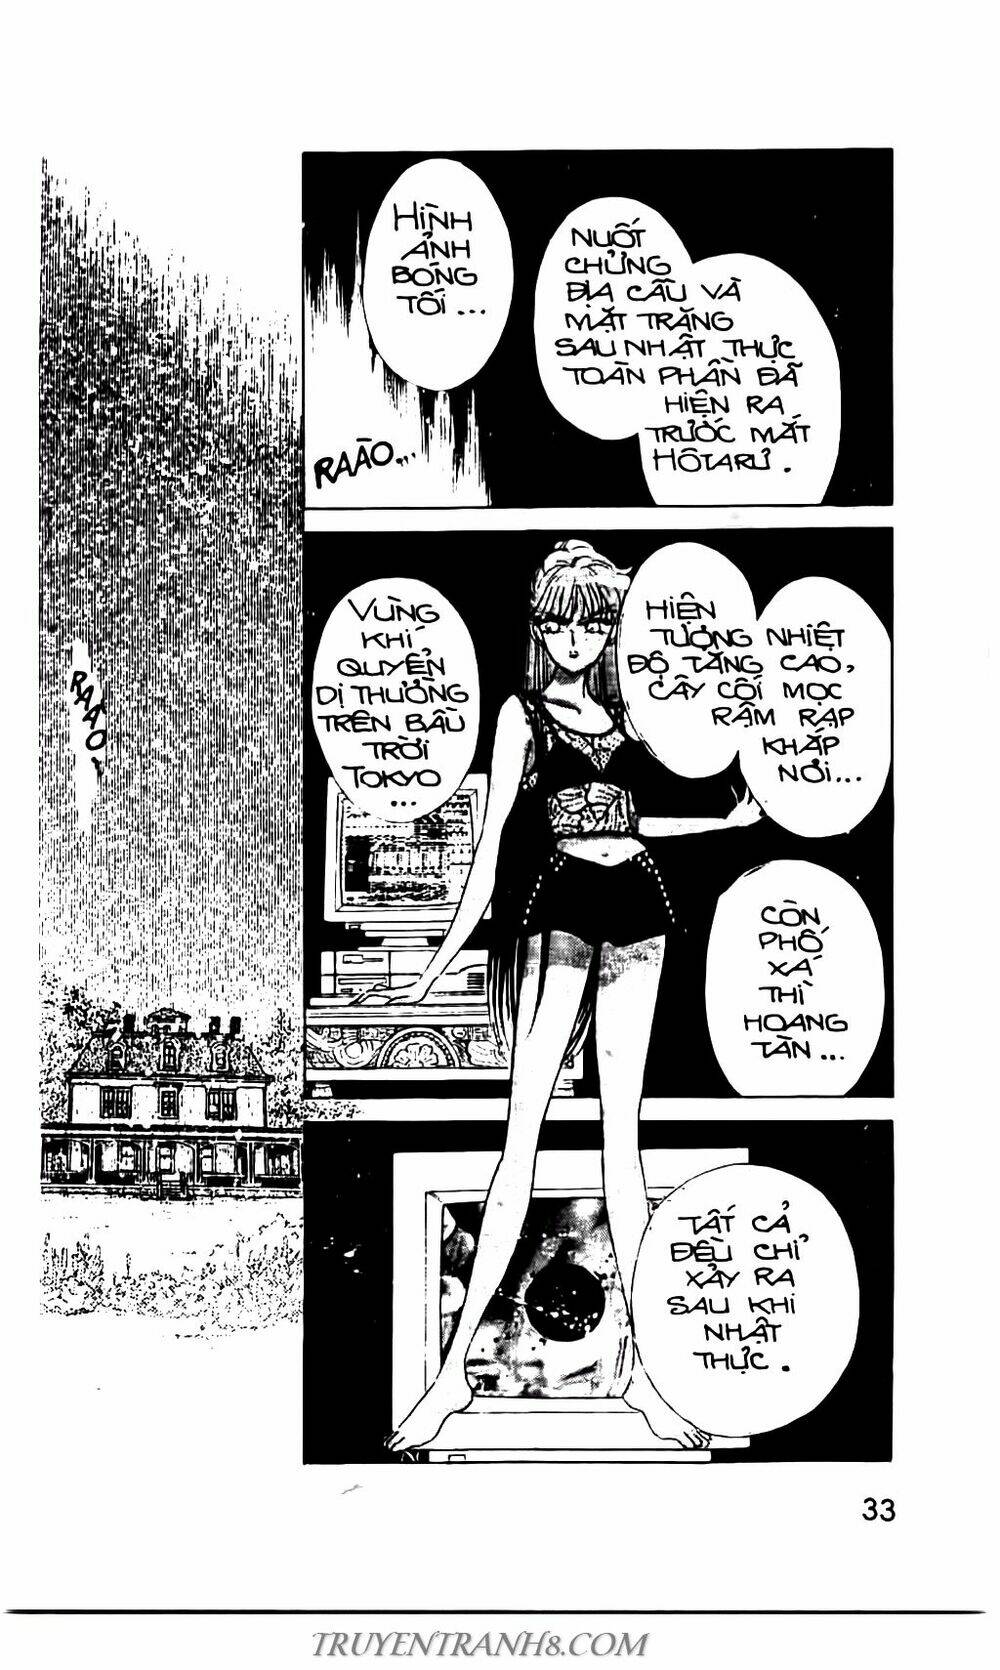 HÌNH
ẢNH
BÓNG
TỐI ...
NUỐT
CHỬNG
ĐỊA CẦU VÀ
MẶT TRĂNG
SAU NHẬT THỰC
TOÀN PHẦN ĐÃ
HIỆN RA
TRƯỚC MẮT
HÔTARƯ.
RAÀO...
VÙNG
KHÍ
QUYỂN
DỊ THƯỜNG
TRÊN BẦU
TRỜI
TOKYO
...
HIỆN
TƯỢNG NHIỆT
ĐỘ TĂNG CAO,
CÂY CỐI MỌC
RẬM RẠP
KHẮP
NƠI...
RAÀO
CÒN
PHỐ
XÁ
THÌ
HOANG
TÀN...
TẤT CẢ
ĐỀU CHỈ
XẢY RA
SAU KHI
NHẬT
THỰC.
33
TRUYENTRANH8.COM